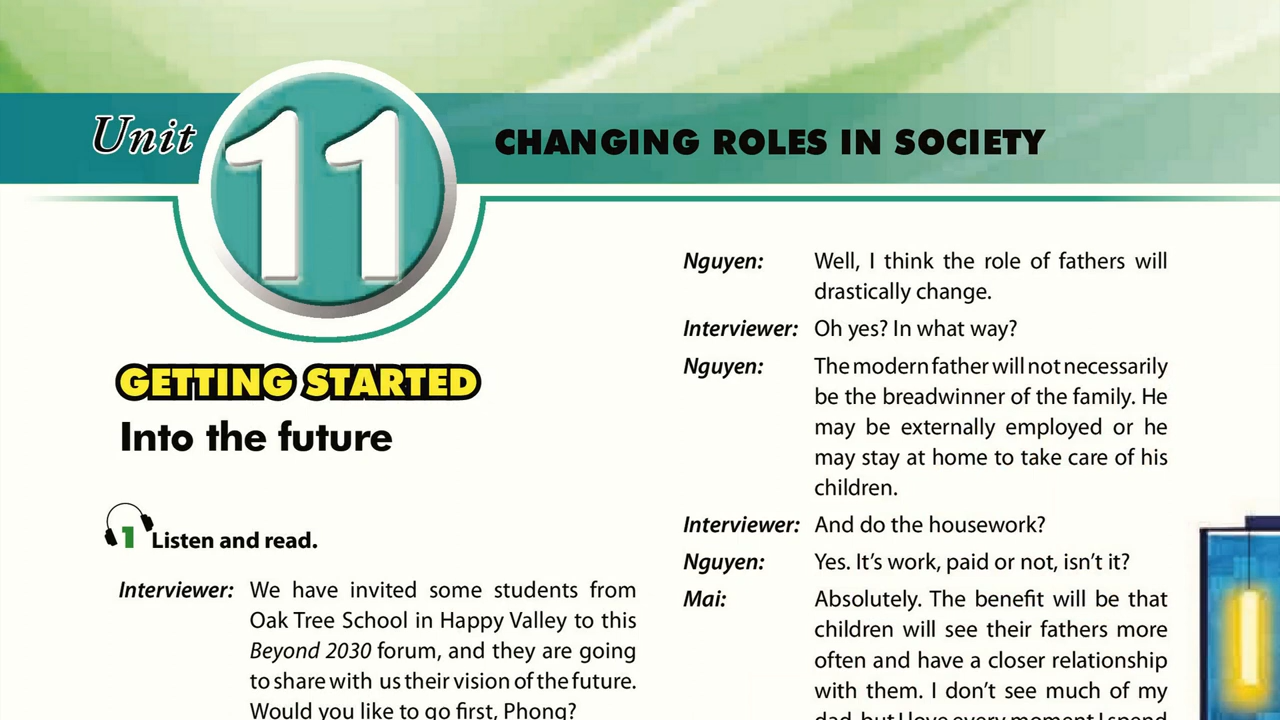 Unit 11 CHANGING ROLES IN SOCIETY
GETTING STARTED
Into the future
1 Listen and read.
Interviewer: We have invited some students from
Oak Tree School in Happy Valley to this
Beyond 2030 forum, and they are going
to share with us their vision of the future.
Would you like to go first, Phong?
Nguyen: Well, I think the role of fathers will
drastically change.
Interviewer: Oh yes? In what way?
Nguyen: The modern father will not necessarily
be the breadwinner of the family. He
may be externally employed or he
may stay at home to take care of his
children.
Interviewer: And do the housework?
Nguyen: Yes. It’s work, paid or not, isn’t it?
Mai: Absolutely. The benefit will be that
children will see their fathers more
often and have a closer relationship
with them. I don’t see much of my
dad, but I love every moment I spend